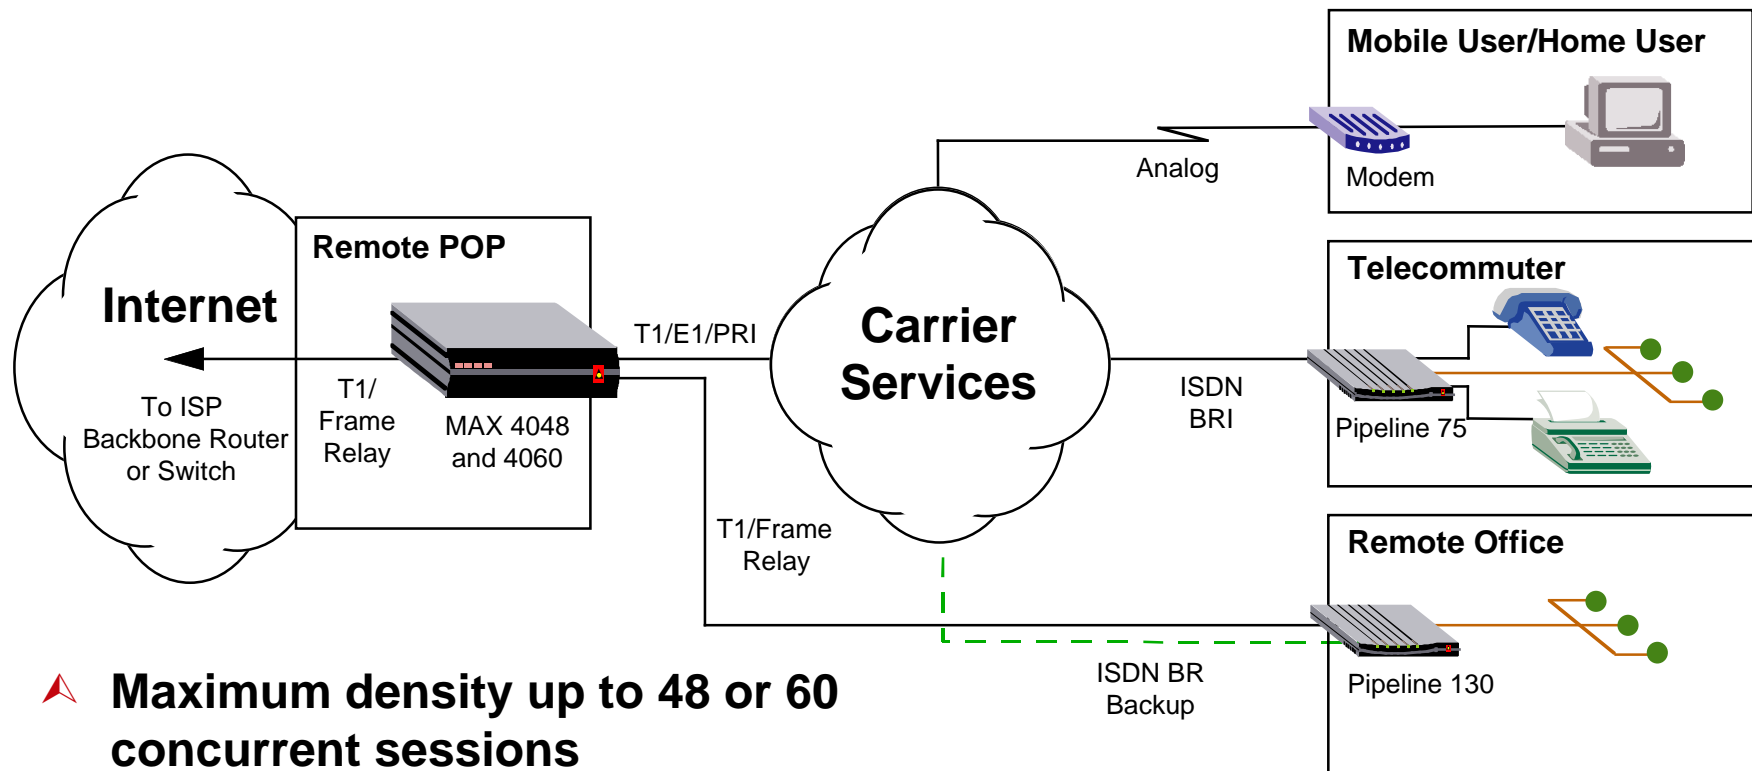 Mobile User/Home User
Analog
Modem
Remote POP
Internet
T1/E1/PRI
Carrier
Services
Telecommuter
To ISP
Backbone Router
or Switch
T1/
Frame
Relay
MAX 4048
and 4060
ISDN
BRI
Pipeline 75
T1/Frame
Relay
Remote Office
ISDN BR
Backup
Pipeline 130
Maximum density up to 48 or 60
concurrent sessions